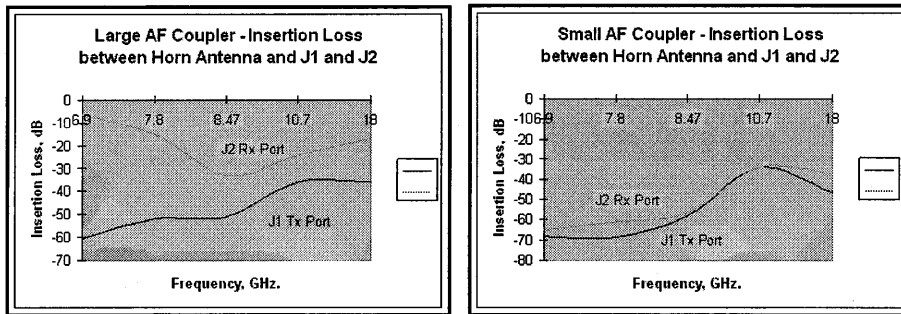 Large AF Coupler - Insertion Loss
between Horn Antenna and J1 and J2
Insertion Loss, dB
0
-10
-20
-30
-40
-50
-60
-70
6.9
7.8
8.47
10.7
18
J2 Rx Port
J1 Tx Port
Frequency, GHz.
Small AF Coupler - Insertion Loss
between Horn Antenna and J1 and J2
Insertion Loss, dB
0
-10
-20
-30
-40
-50
-60
-70
-80
6.9
7.8
8.47
10.7
18
J2 Rx Port
J1 Tx Port
Frequency, GHz.